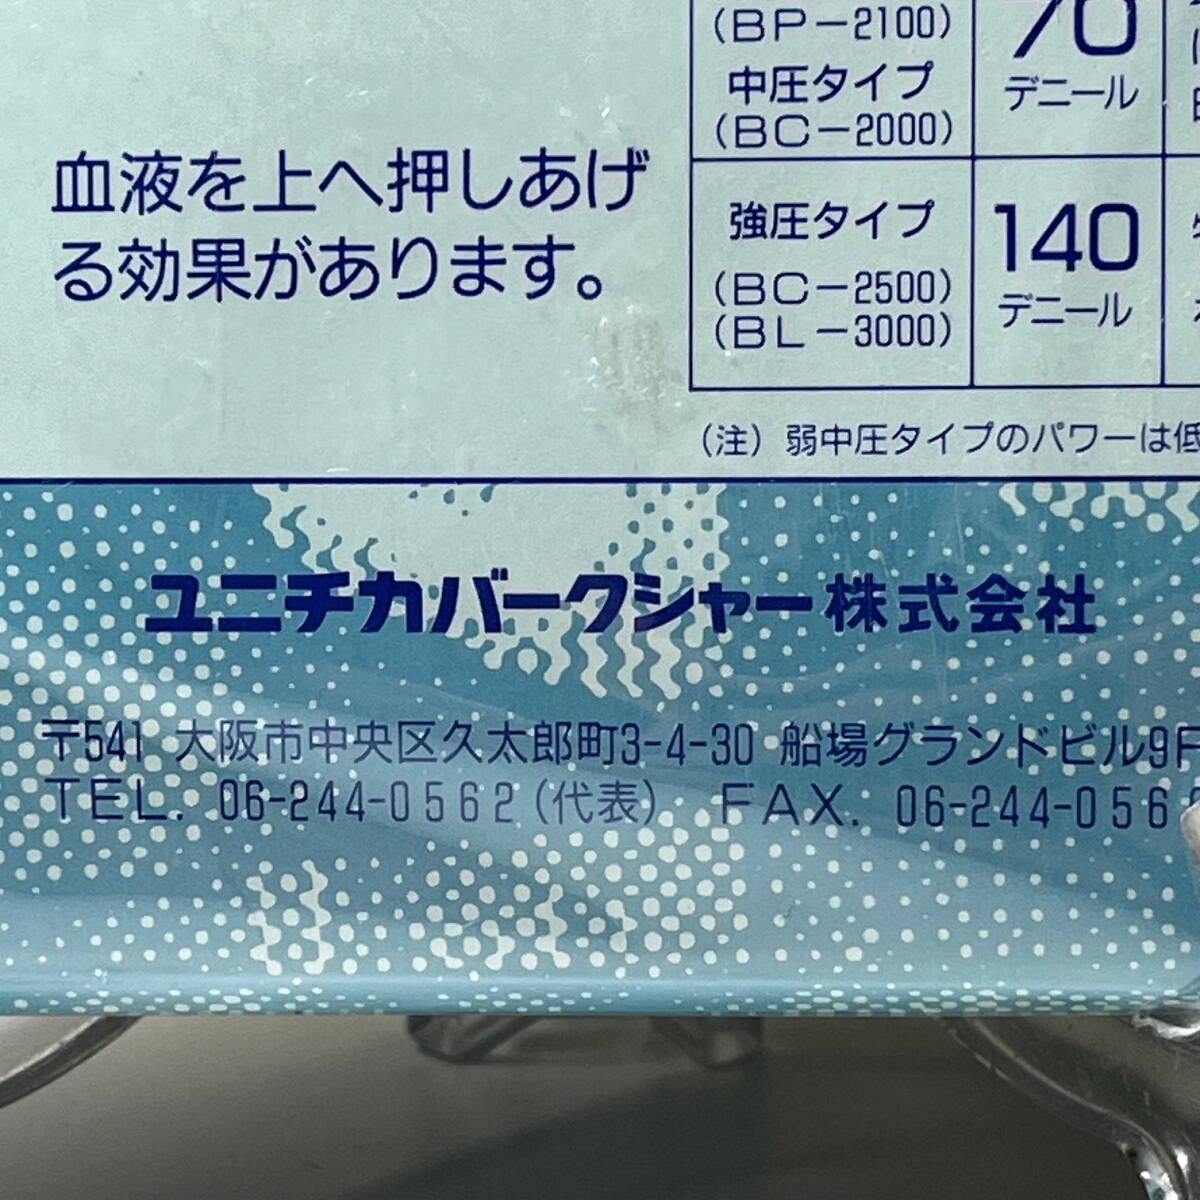 血液を上へ押しあげ
る効果があります。
(BP-2100)
中圧タイプ
(BC-2000)
70
デニール
強圧タイプ
(BC-2500)
(BL-3000)
140
デニール
(注) 弱中圧タイプのパワーは低
ユニチカバークシャー株式会社
〒541 大阪市中央区久太郎町3-4-30 船場グランドビル9F
TEL. 06-244-0562(代表) FAX. 06-244-056